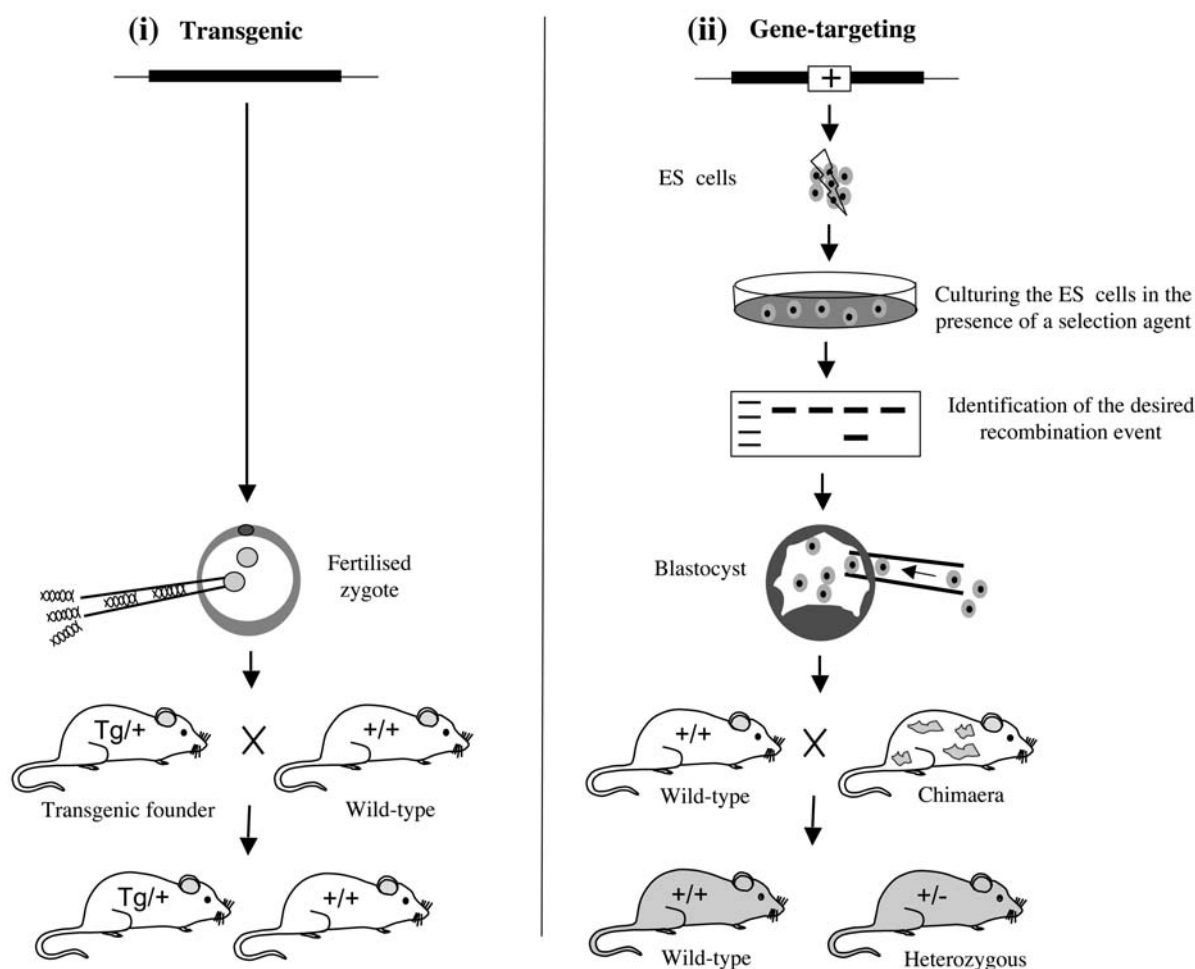 (i) Transgenic
Fertilised
zygote
Tg/+
+/+
Transgenic founder
Wild-type
Tg/+
+/+
(ii) Gene-targeting
+
ES cells
Culturing the ES cells in the
presence of a selection agent
Identification of the desired
recombination event
Blastocyst
+/+
Wild-type
Chimaera
+/+
+/-
Wild-type
Heterozygous